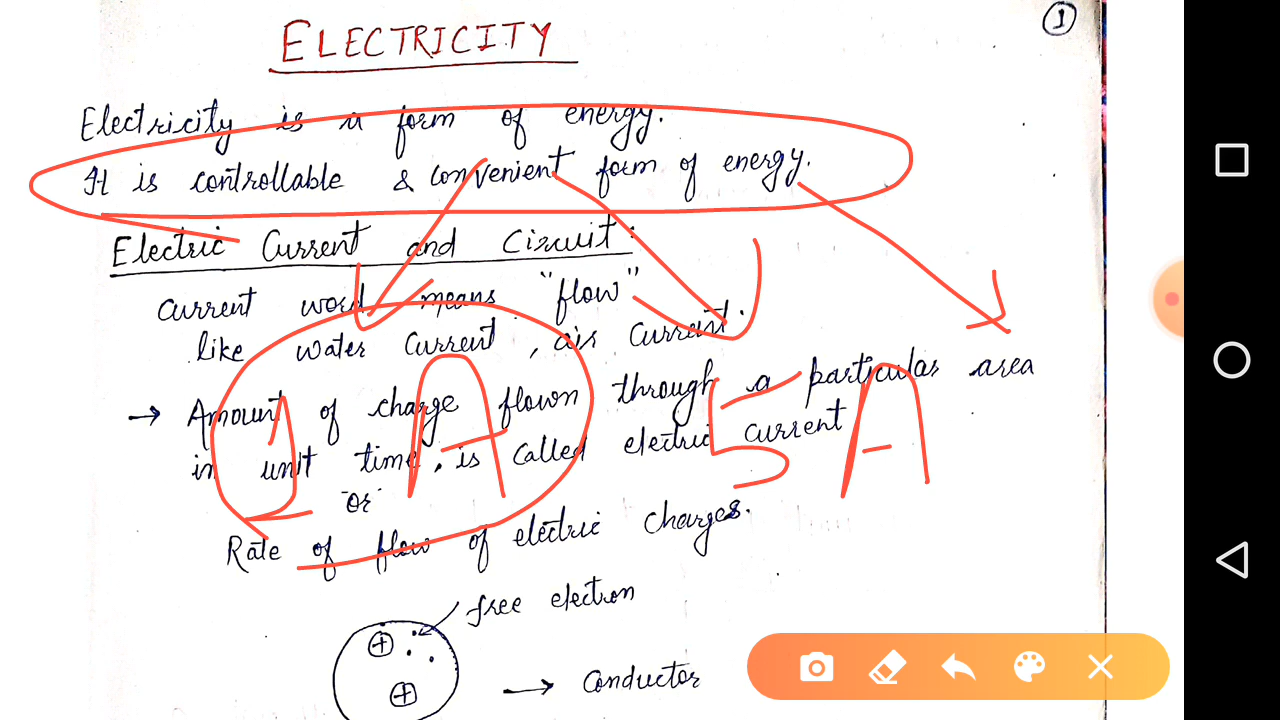 1
ELECTRICITY
Electricity is a form of energy.
It is controllable & convenient form of energy.
Electric Current and Circuit:
Current word means "flow"
like water current, air current.
→ Amount of charge flown through a particular area
in unit time, is called electric current
or
Rate of flow of electric charges.
1 A
5 A
free electron
+
+
→ Conductor